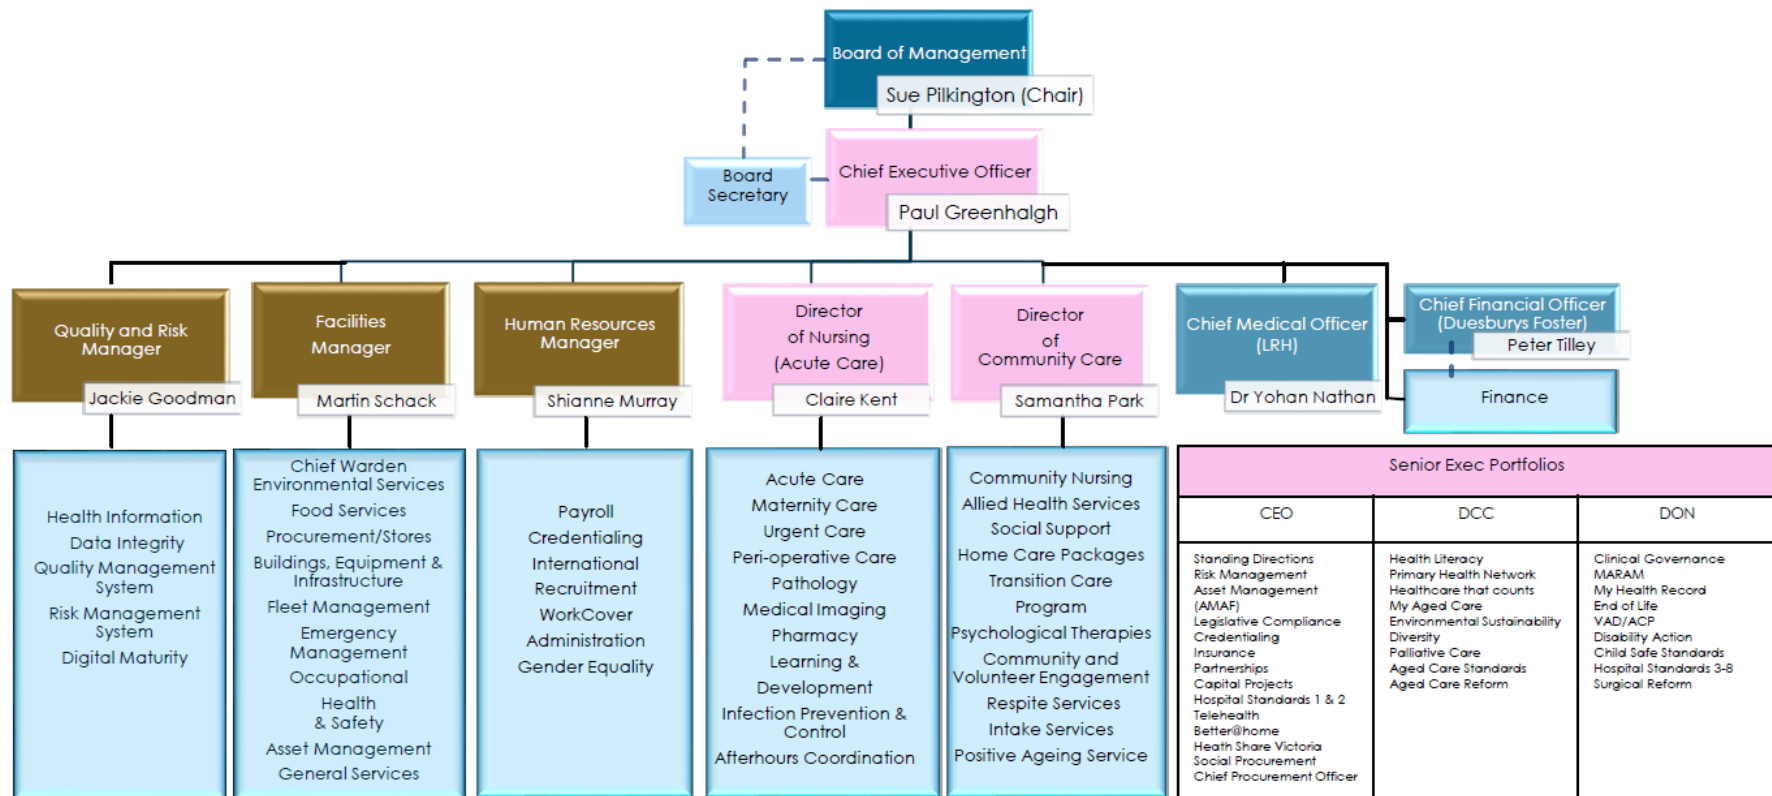 Board of Management
Sue Pilkington (Chair)
Board
Secretary
Chief Executive Officer
Paul Greenhalgh
Quality and Risk
Manager
Jackie Goodman
Facilities
Manager
Martin Schack
Human Resources
Manager
Shianne Murray
Director
of Nursing
(Acute Care)
Claire Kent
Director
of
Community Care
Samantha Park
Chief Medical Officer
(LRH)
Dr Yohan Nathan
Chief Financial Officer
(Duesburys Foster)
Peter Tilley
Finance
Health Information
Data Integrity
Quality Management
System
Risk Management
System
Digital Maturity
Chief Warden
Environmental Services
Food Services
Procurement/Stores
Buildings, Equipment &
Infrastructure
Fleet Management
Emergency
Management
Occupational
Health
& Safety
Asset Management
General Services
Payroll
Credentialing
International
Recruitment
WorkCover
Administration
Gender Equality
Acute Care
Maternity Care
Urgent Care
Peri-operative Care
Pathology
Medical Imaging
Pharmacy
Learning &
Development
Infection Prevention &
Control
Afterhours Coordination
Community Nursing
Allied Health Services
Social Support
Home Care Packages
Transition Care
Program
Psychological Therapies
Community and
Volunteer Engagement
Respite Services
Intake Services
Positive Ageing Service
Senior Exec Portfolios
CEO
Standing Directions
Risk Management
Asset Management
(AMAF)
Legislative Compliance
Credentialing
Insurance
Partnerships
Capital Projects
Hospital Standards 1 & 2
Telehealth
Better@home
Heath Share Victoria
Social Procurement
Chief Procurement Officer
DCC
Health Literacy
Primary Health Network
Healthcare that counts
My Aged Care
Environmental Sustainability
Diversity
Palliative Care
Aged Care Standards
Aged Care Reform
DON
Clinical Governance
MARAM
My Health Record
End of Life
VAD/ACP
Disability Action
Child Safe Standards
Hospital Standards 3-8
Surgical Reform